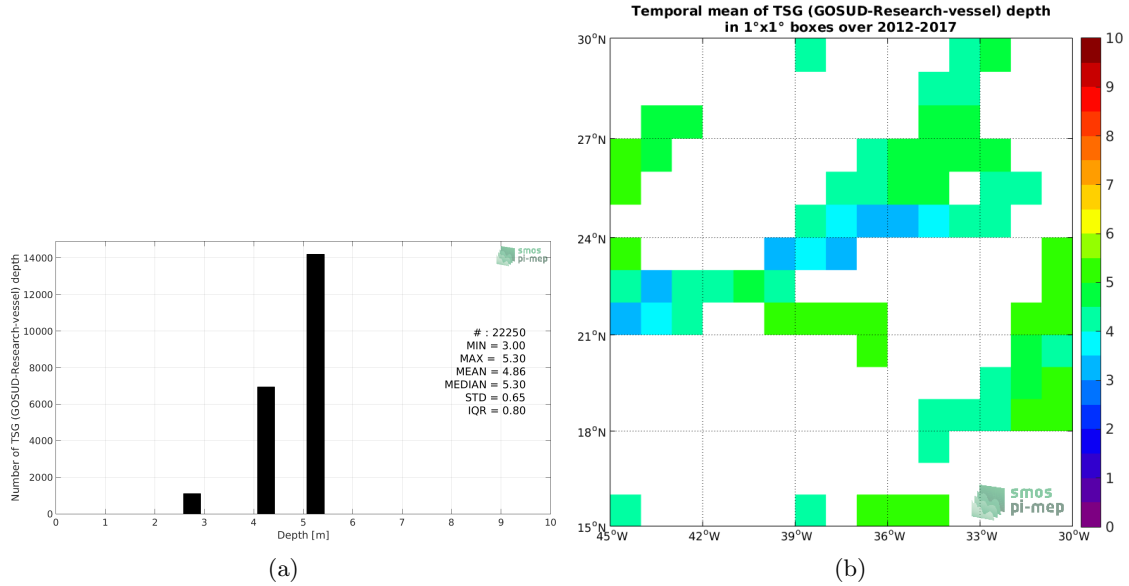 14000
12000
10000
8000
6000
4000
2000
0
Number of TSG (GOSUD-Research-vessel) depth
smos
pi-mep
# : 22250
MIN = 3.00
MAX = 5.30
MEAN = 4.86
MEDIAN = 5.30
STD = 0.65
IQR = 0.80
0 1 2 3 4 5 6 7 8 9 10
Depth [m]
(a)
Temporal mean of TSG (GOSUD-Research-vessel) depth
in 1°x1° boxes over 2012-2017
30°N
27°N
24°N
21°N
18°N
15°N
45°W 42°W 39°W 36°W 33°W 30°W
smos
pi-mep
10
9
8
7
6
5
4
3
2
1
0
(b)